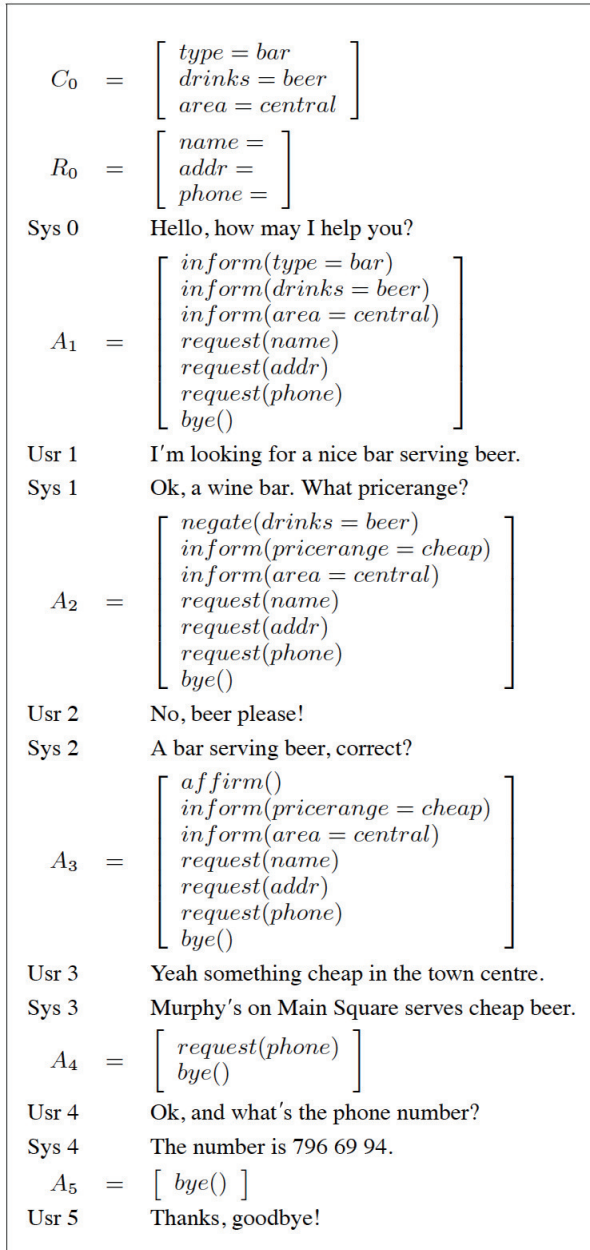 C₀ = [ type = bar
drinks = beer
area = central ]
R₀ = [ name =
addr =
phone = ]
Sys 0 Hello, how may I help you?
A₁ = [ inform(type = bar)
inform(drinks = beer)
inform(area = central)
request(name)
request(addr)
request(phone)
bye() ]
Usr 1 I'm looking for a nice bar serving beer.
Sys 1 Ok, a wine bar. What pricerange?
A₂ = [ negate(drinks = beer)
inform(pricerange = cheap)
inform(area = central)
request(name)
request(addr)
request(phone)
bye() ]
Usr 2 No, beer please!
Sys 2 A bar serving beer, correct?
A₃ = [ affirm()
inform(pricerange = cheap)
inform(area = central)
request(name)
request(addr)
request(phone)
bye() ]
Usr 3 Yeah something cheap in the town centre.
Sys 3 Murphy's on Main Square serves cheap beer.
A₄ = [ request(phone)
bye() ]
Usr 4 Ok, and what's the phone number?
Sys 4 The number is 796 69 94.
A₅ = [ bye() ]
Usr 5 Thanks, goodbye!